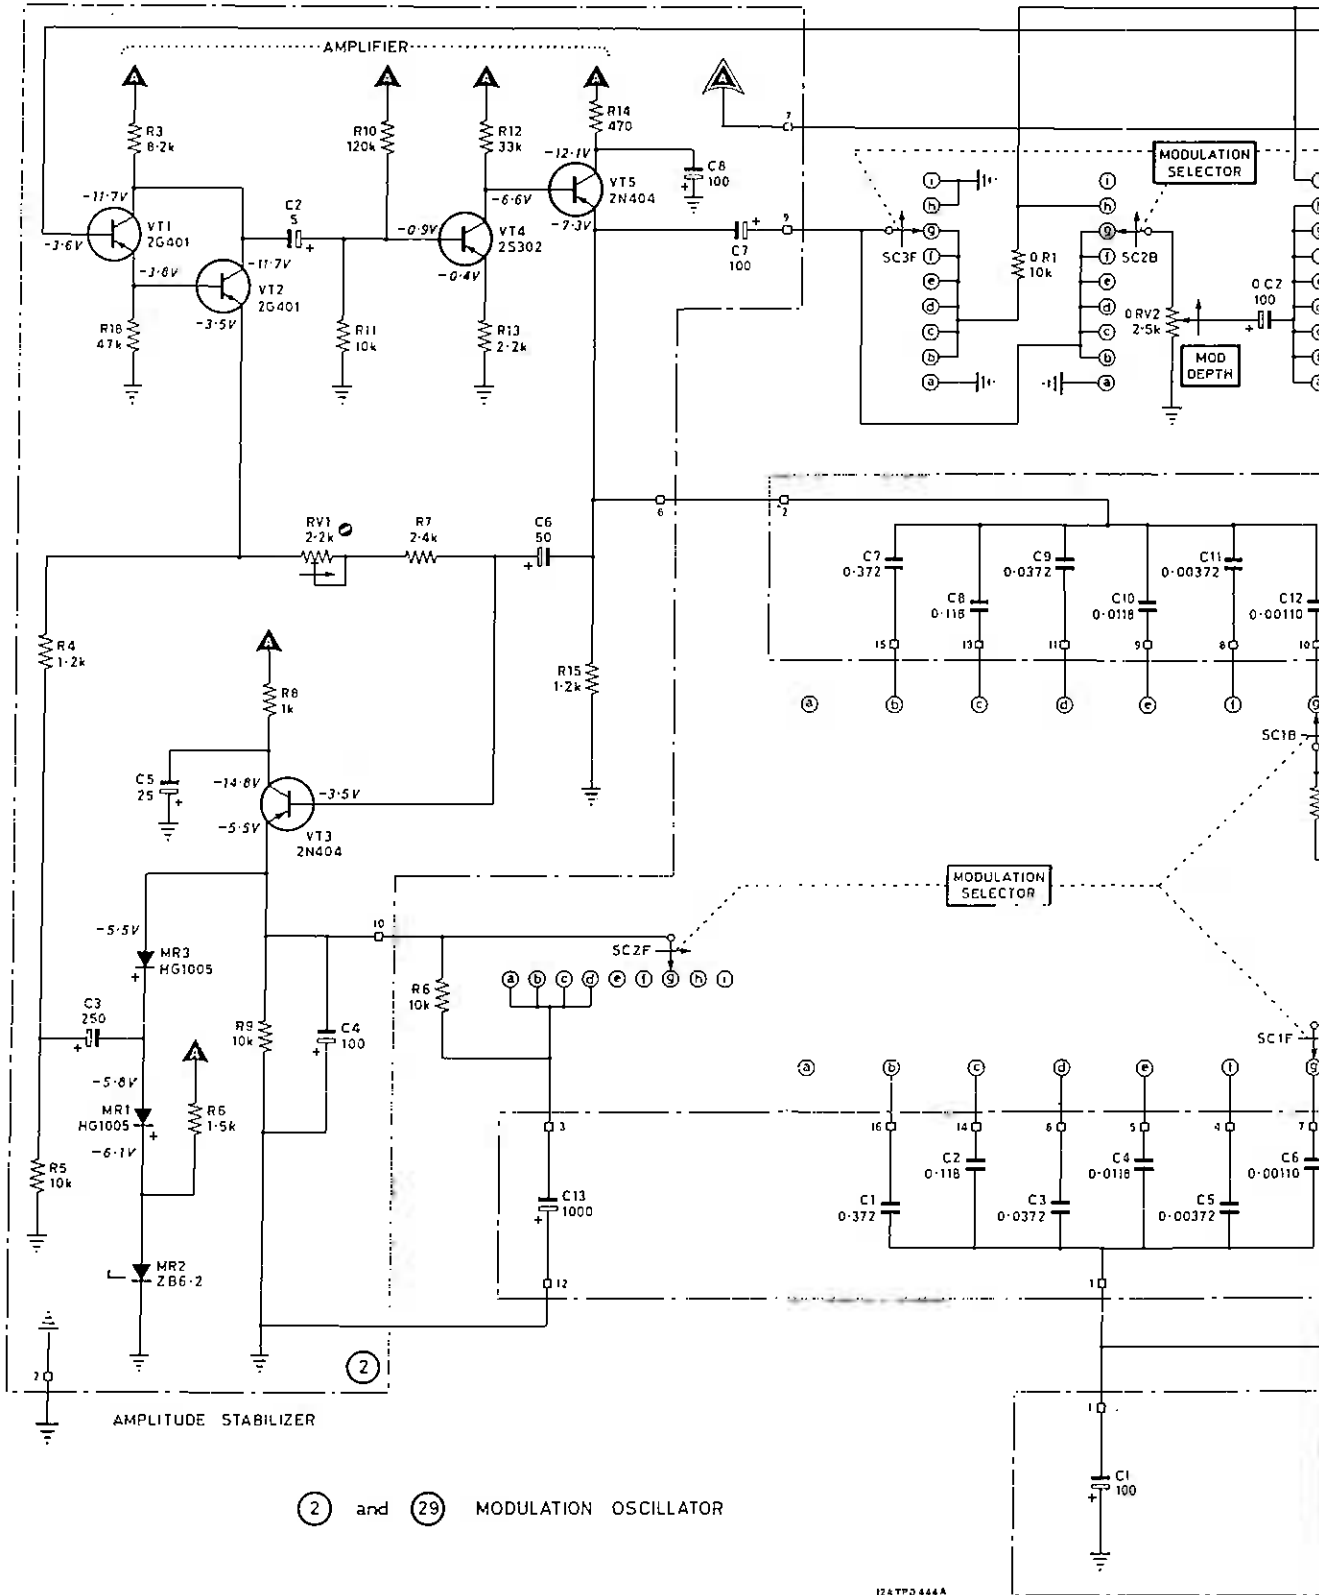 AMPLIFIER
A
A
A
A
A
R3
8·2k
R10
120k
R12
33k
R14
470
7
-12·1V
C8
100
+
MODULATION
SELECTOR
-11·7V
VT1
2G401
-3·6V
C2
5
+
-0·9V
-6·6V
VT4
2S302
-0·4V
VT5
2N404
-7·3V
+
C7
100
9
i
h
g
f
e
d
c
b
a
SC3F
0R1
10k
i
h
g
f
e
d
c
b
a
SC2B
0RV2
2·5k
MOD
DEPTH
0C2
100
+
-3·8V
-11·7V
VT2
2G401
-3·5V
R16
47k
R11
10k
R13
2·2k
RV1
2·2k
R7
2·4k
C6
50
+
6
2
C7
0·372
C8
0·118
C9
0·0372
C10
0·0118
C11
0·00372
C12
0·00110
15
13
11
9
8
10
R4
1·2k
A
R8
1k
R15
1·2k
a
b
c
d
e
f
g
SC1B
C5
25
+
-14·8V
-3·5V
-5·5V
VT3
2N404
MODULATION
SELECTOR
-5·5V
MR3
HG1005
+
10
SC2F
a b c d e f g h i
R6
10k
C3
250
+
R9
10k
C4
100
+
A
SC1F
-5·8V
MR1
HG1005
+
-6·1V
R6
1·5k
a
b
c
d
e
f
g
3
16
14
6
5
4
7
R5
10k
C13
1000
+
C1
0·372
C2
0·118
C3
0·0372
C4
0·0118
C5
0·00372
C6
0·00110
MR2
ZB6·2
12
1
2
2
AMPLITUDE STABILIZER
1
C1
100
+
2 and 29 MODULATION OSCILLATOR